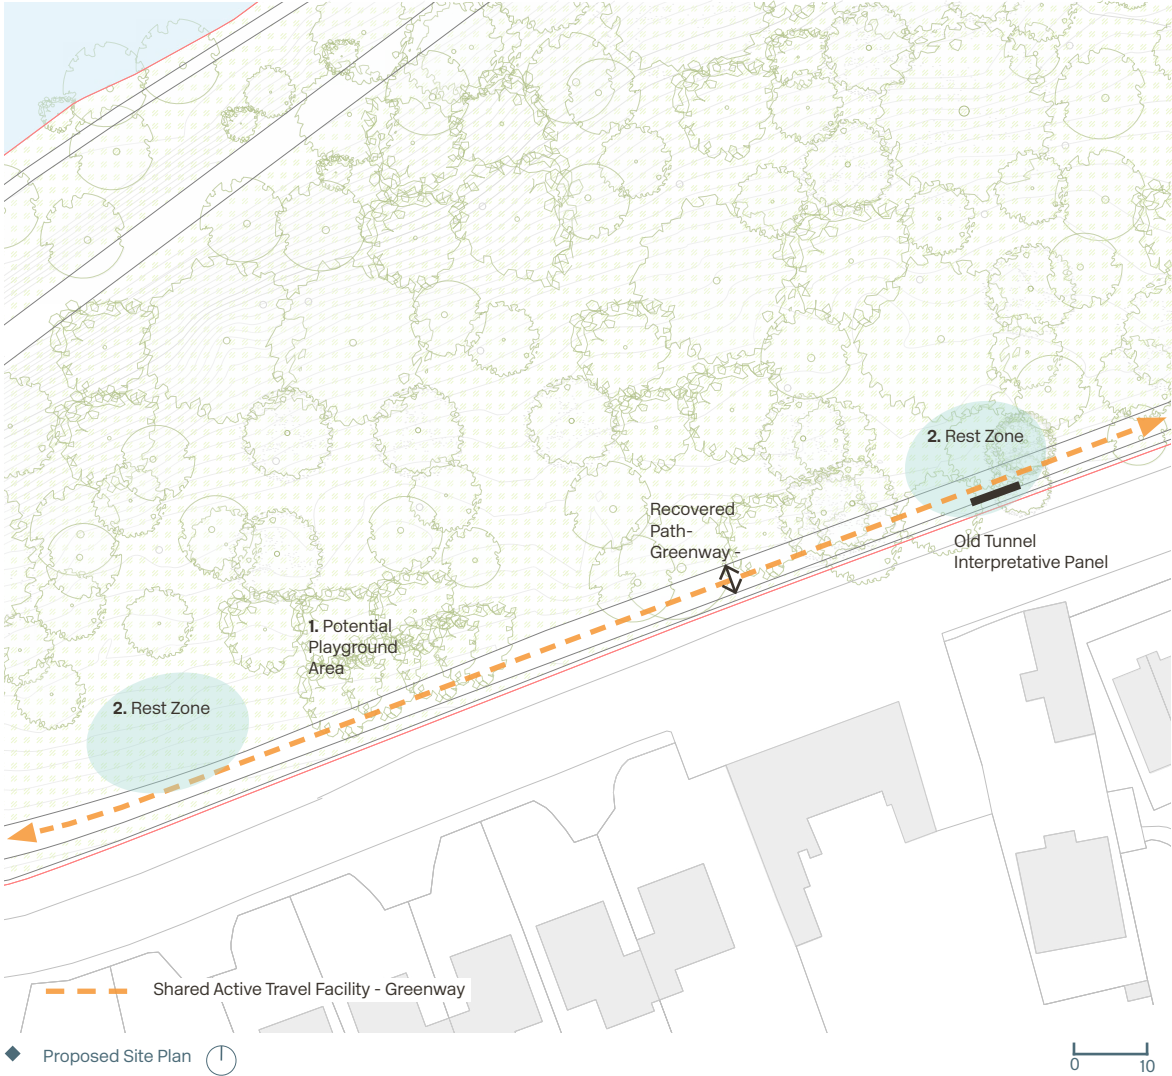 2. Rest Zone
Recovered
Path-
Greenway -
Old Tunnel
Interpretative Panel
1. Potential
Playground
Area
2. Rest Zone
Shared Active Travel Facility - Greenway
Proposed Site Plan
0 10